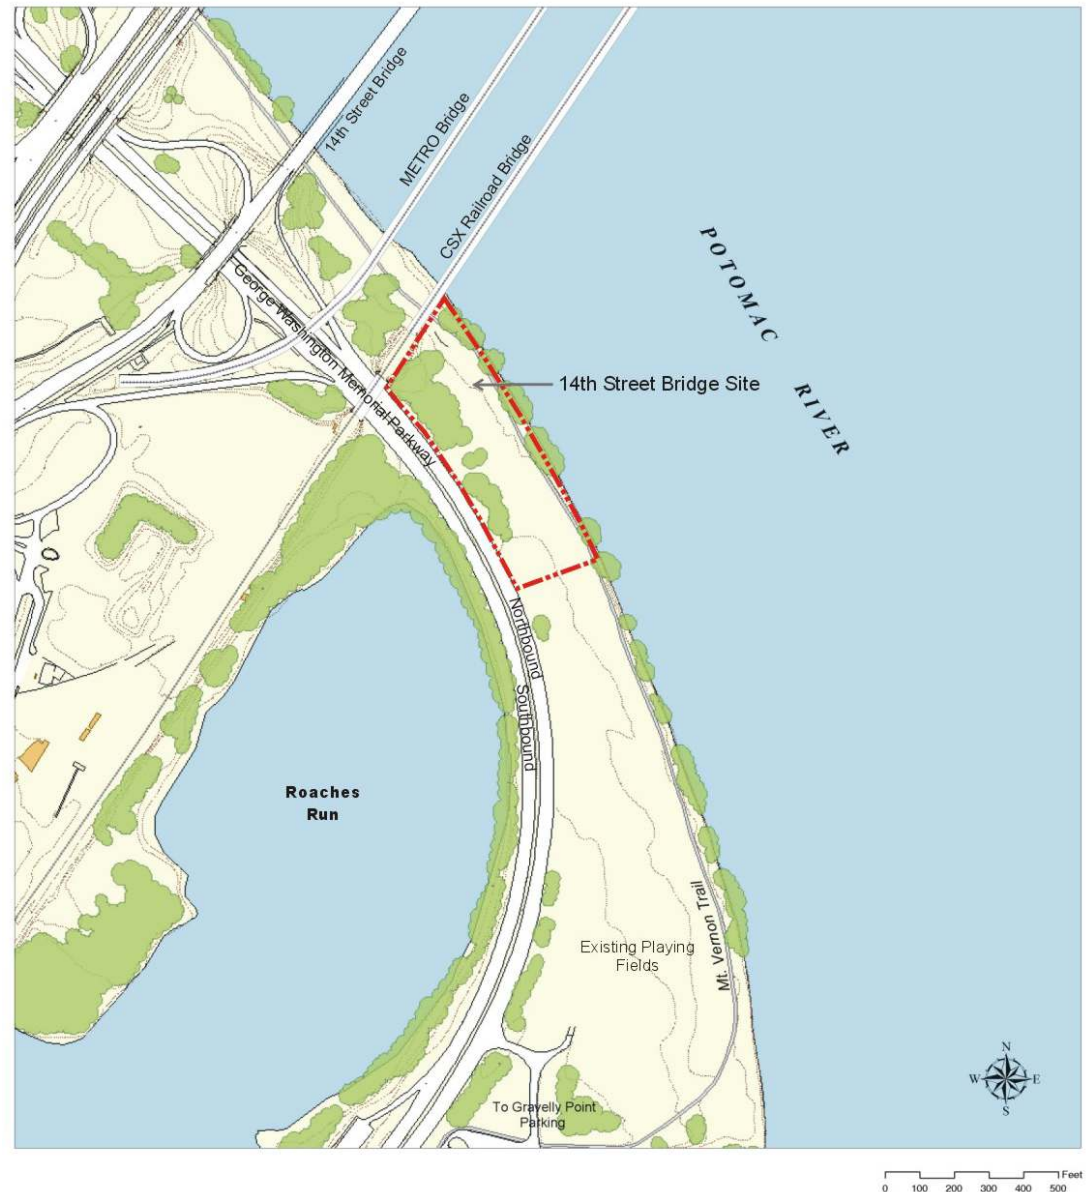 14th Street Bridge
METRO Bridge
CSX Railroad Bridge
George Washington Memorial Parkway
POTOMAC
RIVER
14th Street Bridge Site
Northbound
Southbound
Roaches
Run
Mt. Vernon Trail
Existing Playing
Fields
To Gravelly Point
Parking
N
W
E
S
Feet
0 100 200 300 400 500